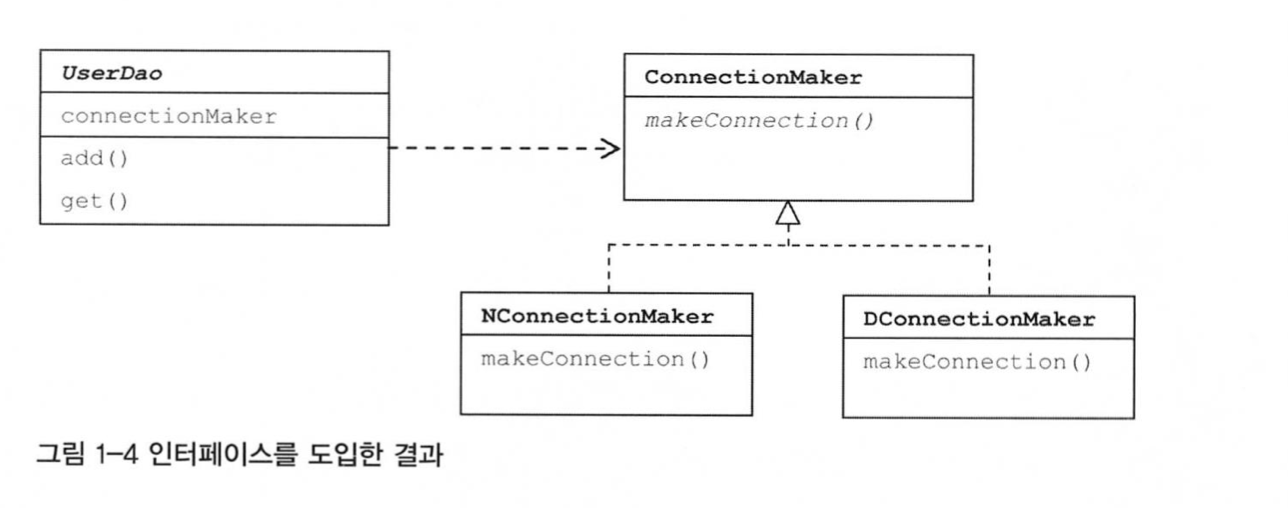 UserDao
connectionMaker
add()
get()
ConnectionMaker
makeConnection()
NConnectionMaker
makeConnection()
DConnectionMaker
makeConnection()
그림 1-4 인터페이스를 도입한 결과